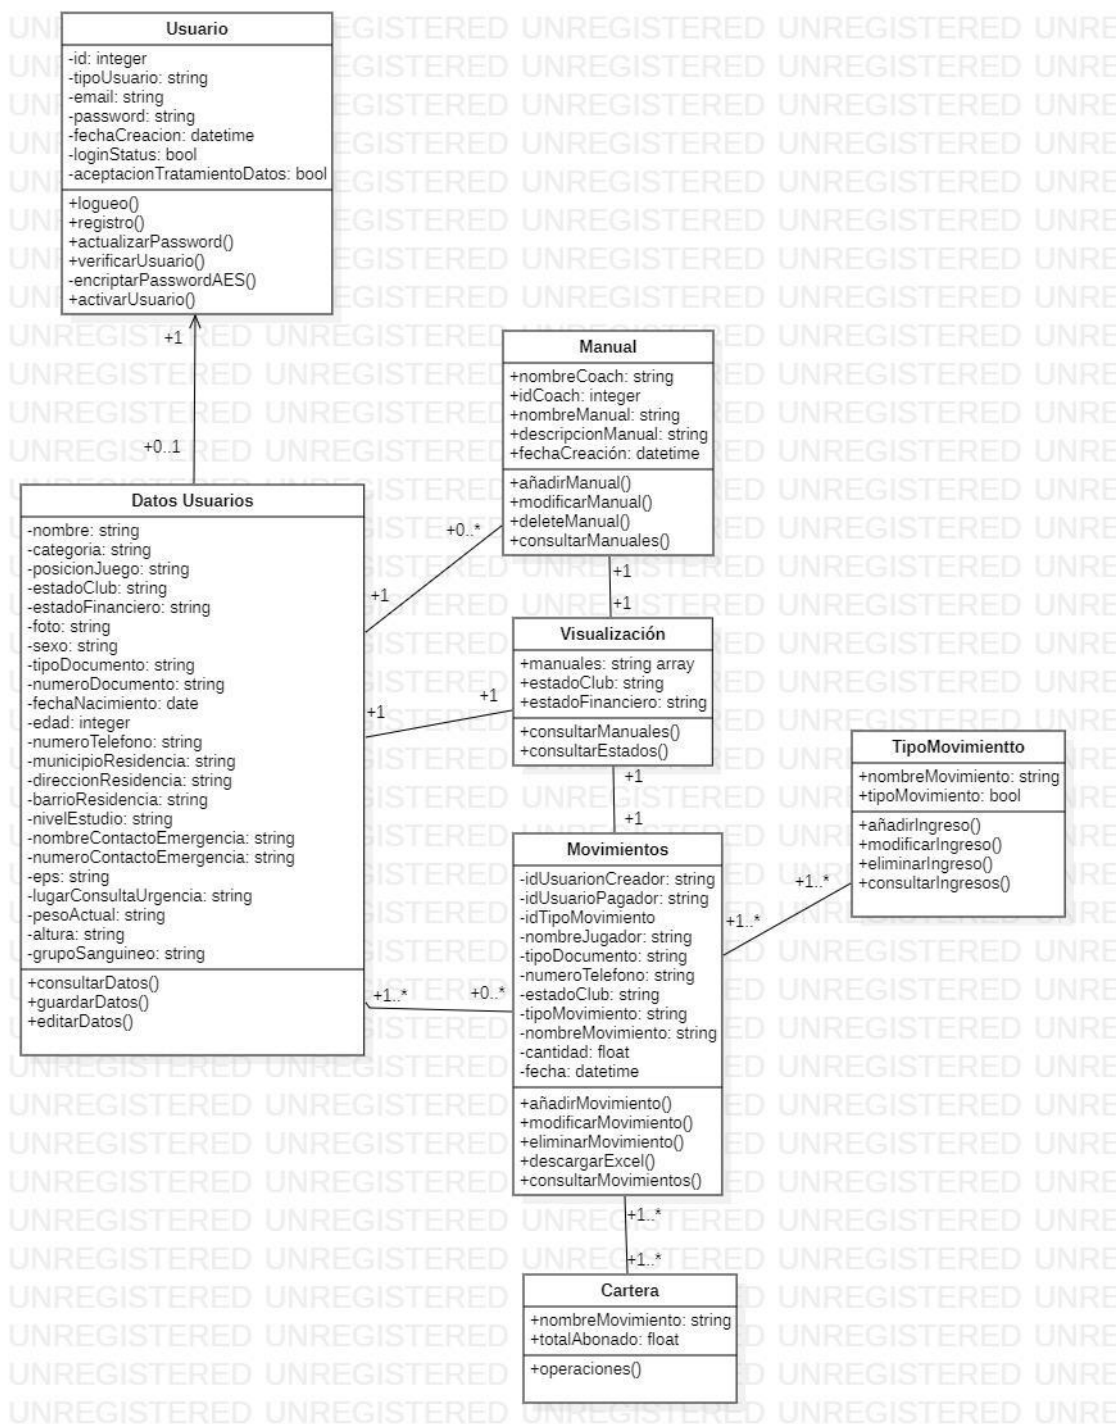 Usuario
-id: integer
-tipoUsuario: string
-email: string
-password: string
-fechaCreacion: datetime
-loginStatus: bool
-aceptacionTratamientoDatos: bool
+logueo()
+registro()
+actualizarPassword()
+verificarUsuario()
-encriptarPasswordAES()
+activarUsuario()
+1
+0..1
Datos Usuarios
-nombre: string
-categoria: string
-posicionJuego: string
-estadoClub: string
-estadoFinanciero: string
-foto: string
-sexo: string
-tipoDocumento: string
-numeroDocumento: string
-fechaNacimiento: date
-edad: integer
-numeroTelefono: string
-municipioResidencia: string
-direccionResidencia: string
-barrioResidencia: string
-nivelEstudio: string
-nombreContactoEmergencia: string
-numeroContactoEmergencia: string
-eps: string
-lugarConsultaUrgencia: string
-pesoActual: string
-altura: string
-grupoSanguineo: string
+consultarDatos()
+guardarDatos()
+editarDatos()
+0..*
+1
+1
+1
+1..*
+0..*
Manual
+nombreCoach: string
+idCoach: integer
+nombreManual: string
+descripcionManual: string
+fechaCreación: datetime
+añadirManual()
+modificarManual()
+deleteManual()
+consultarManuales()
+1
+1
Visualización
+manuales: string array
+estadoClub: string
+estadoFinanciero: string
+consultarManuales()
+consultarEstados()
+1
+1
Movimientos
-idUsuarionCreador: string
-idUsuarioPagador: string
-idTipoMovimiento
-nombreJugador: string
-tipoDocumento: string
-numeroTelefono: string
-estadoClub: string
-tipoMovimiento: string
-nombreMovimiento: string
-cantidad: float
-fecha: datetime
+añadirMovimiento()
+modificarMovimiento()
+eliminarMovimiento()
+descargarExcel()
+consultarMovimientos()
+1..*
+1..*
TipoMovimientto
+nombreMovimiento: string
+tipoMovimiento: bool
+añadirIngreso()
+modificarIngreso()
+eliminarIngreso()
+consultarIngresos()
+1..*
+1..*
Cartera
+nombreMovimiento: string
+totalAbonado: float
+operaciones()
UNREGISTERED